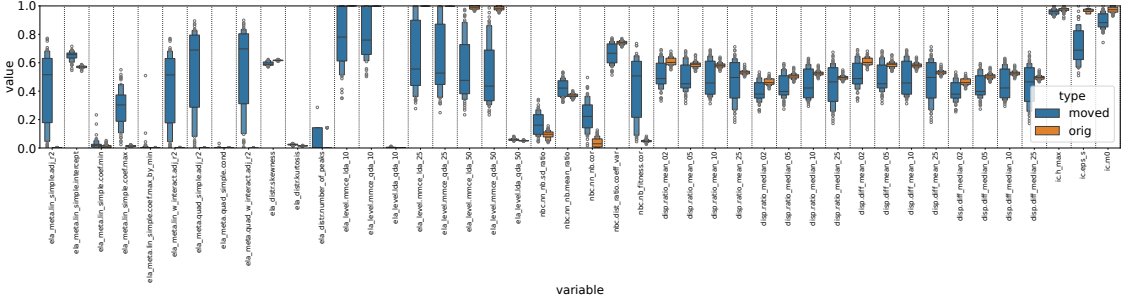 1.0
0.8
0.6
0.4
0.2
0.0
value
type
moved
orig
ela_meta.lin_simple.adj_r2
ela_meta.lin_simple.intercept
ela_meta.lin_simple.coef.min
ela_meta.lin_simple.coef.max
ela_meta.lin_simple.coef.max_by_min
ela_meta.lin_w_interact.adj_r2
ela_meta.quad_simple.adj_r2
ela_meta.quad_simple.cond
ela_meta.quad_w_interact.adj_r2
ela_distr.skewness
ela_distr.kurtosis
ela_distr.number_of_peaks
ela_level.mmce_lda_10
ela_level.mmce_qda_10
ela_level.lda_qda_10
ela_level.mmce_lda_25
ela_level.mmce_qda_25
ela_level.mmce_lda_50
ela_level.mmce_qda_50
ela_level.lda_qda_50
nbc.nn_nb.sd_ratio
nbc.nn_nb.mean_ratio
nbc.nn_nb.cor
nbc.dist_ratio.coeff_var
nbc.nb_fitness.cor
disp.ratio_mean_02
disp.ratio_mean_05
disp.ratio_mean_10
disp.ratio_mean_25
disp.ratio_median_02
disp.ratio_median_05
disp.ratio_median_10
disp.ratio_median_25
disp.diff_mean_02
disp.diff_mean_05
disp.diff_mean_10
disp.diff_mean_25
disp.diff_median_02
disp.diff_median_05
disp.diff_median_10
disp.diff_median_25
ic.h_max
ic.eps_s
ic.m0
variable